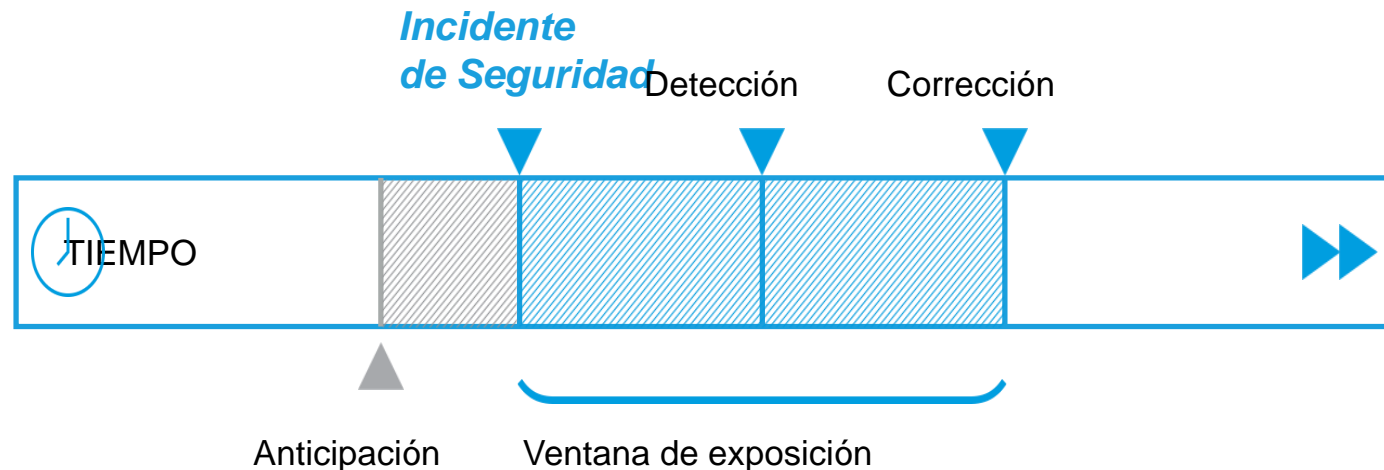 Incidente
de Seguridad
Detección
Corrección
TIEMPO
Anticipación
Ventana de exposición